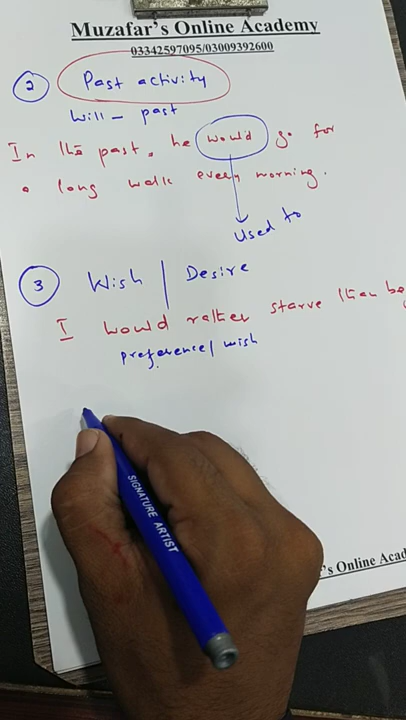 Muzafar's Online Academy
03342597095/03009392600
2 Past activity
Will - past
In the past, he would go for
a long walk every morning.
Used to
3 Wish / Desire
I would rather starve than be
preference/ wish
SIGNATURE ARTIST
's Online Acad